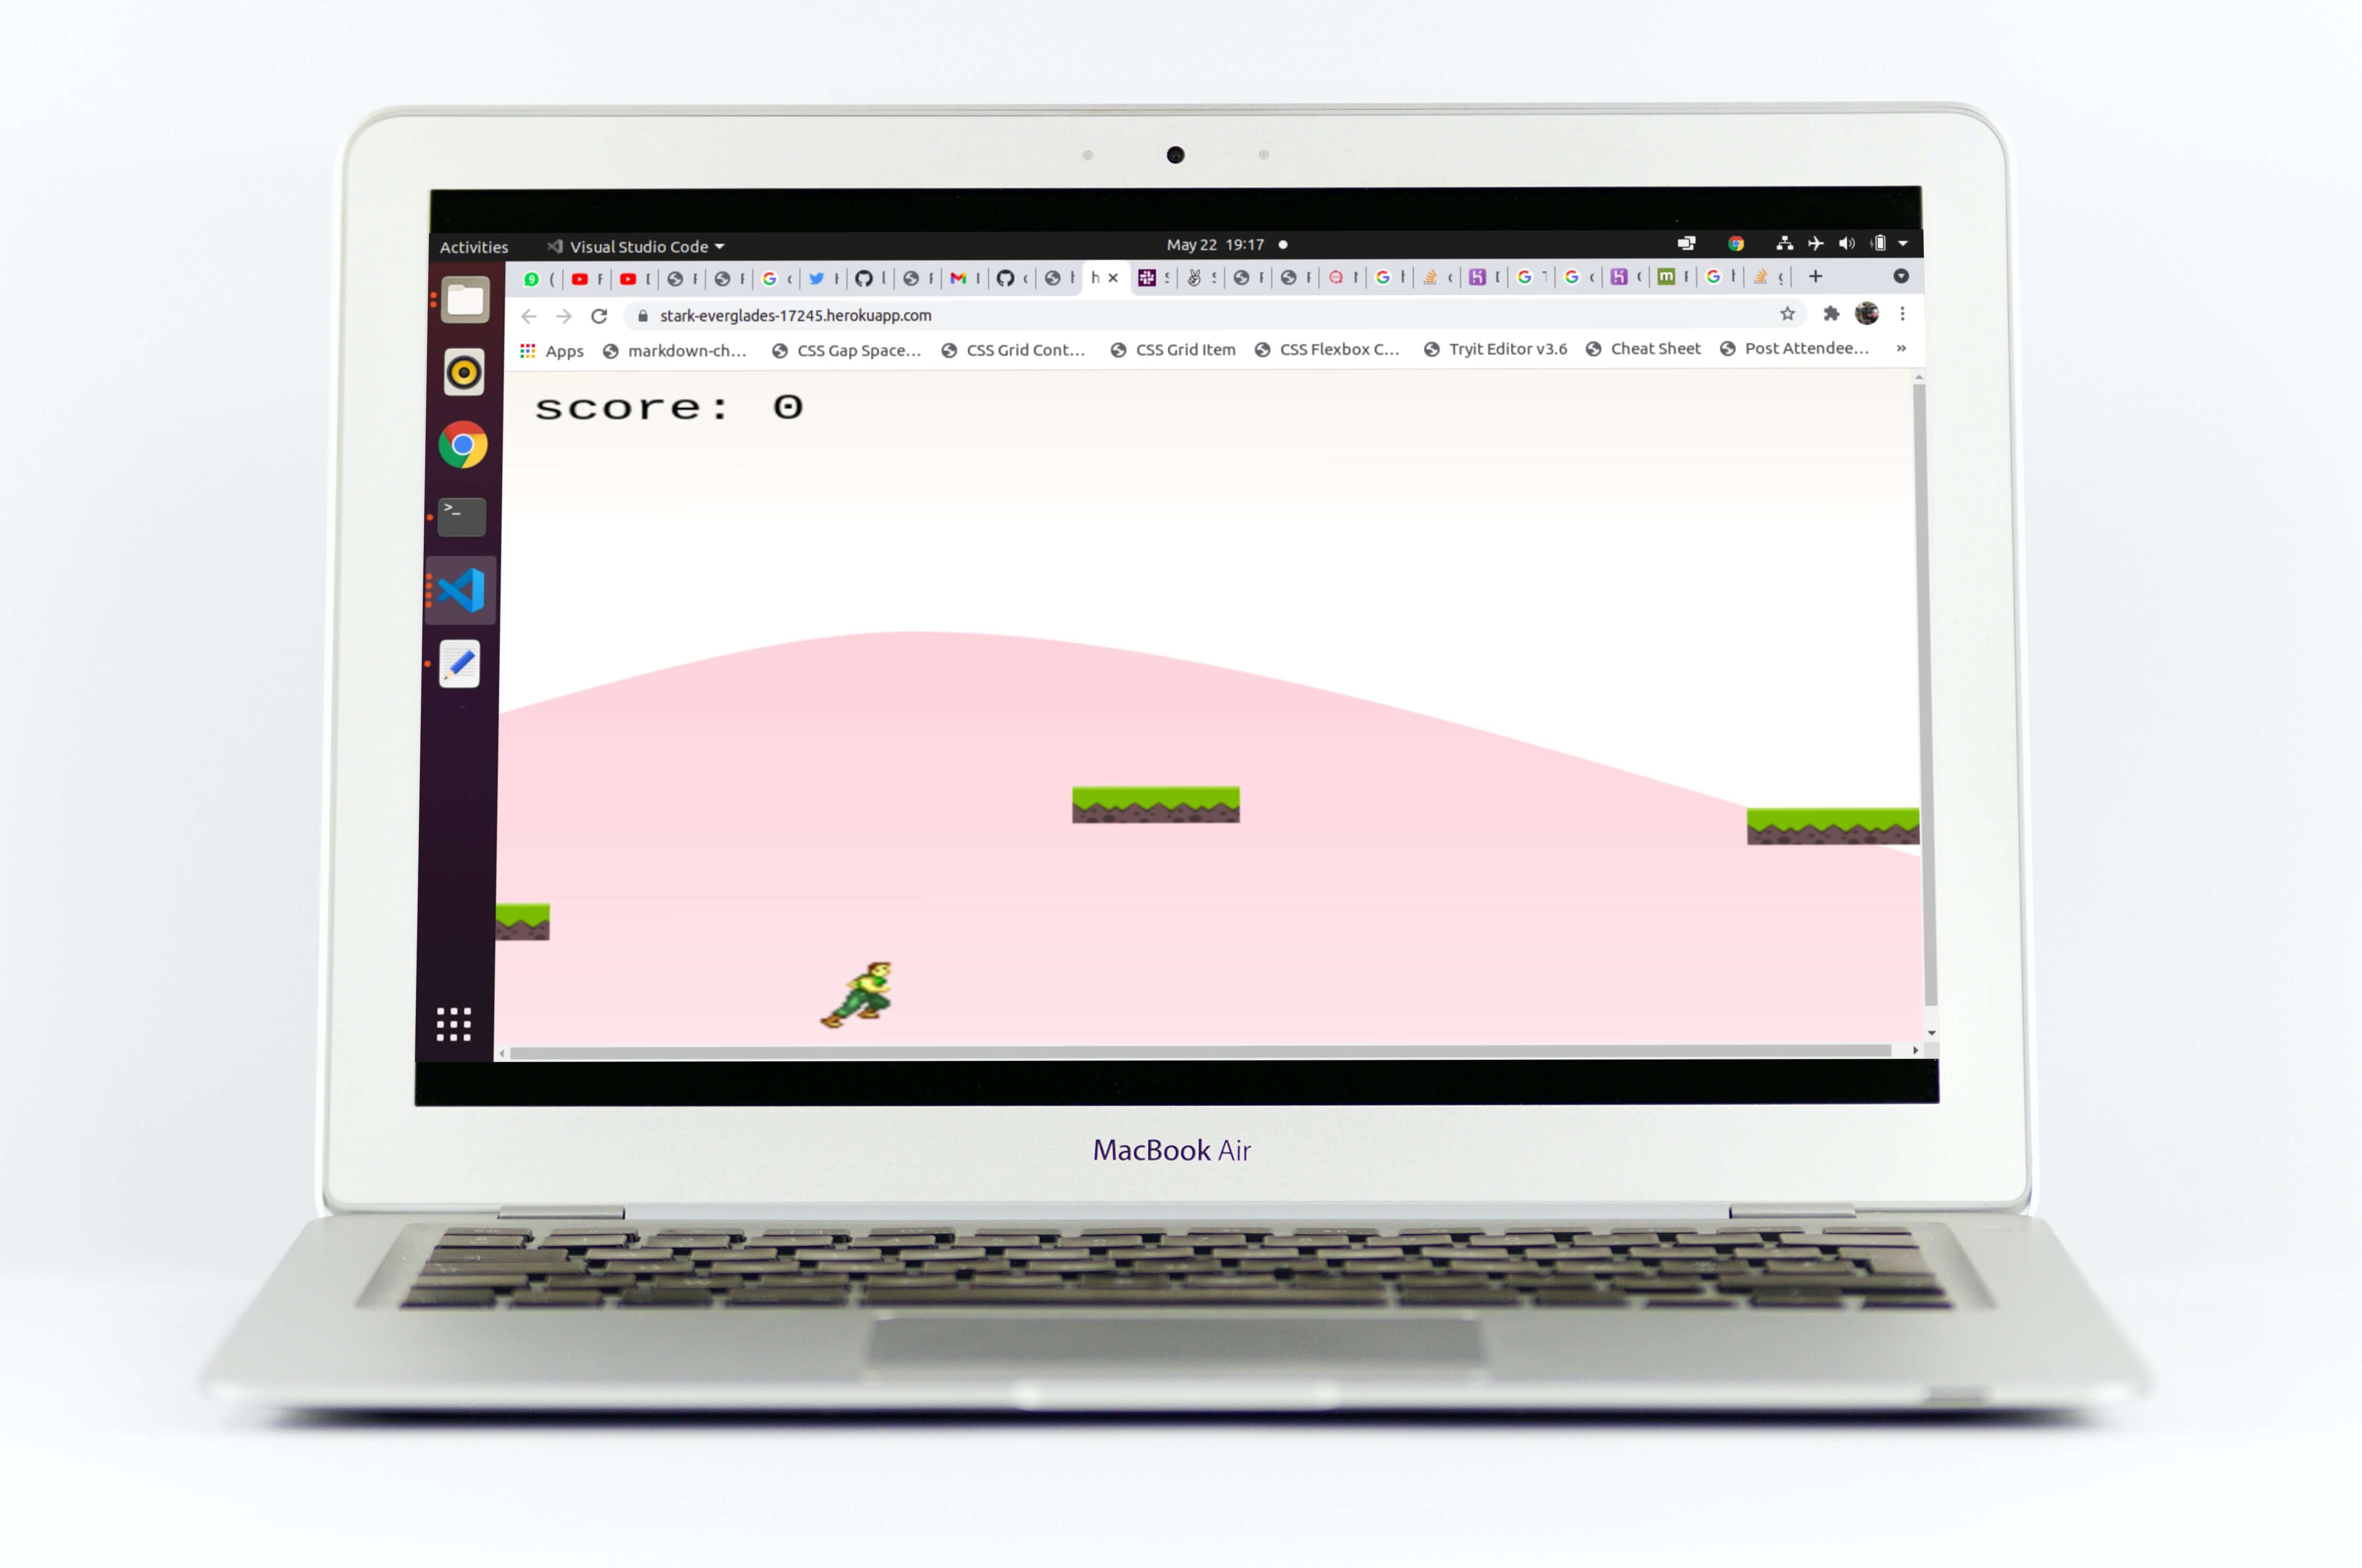 Activities Visual Studio Code May 22 19:17
stark-everglades-17245.herokuapp.com
Apps markdown-ch... CSS Gap Space... CSS Grid Cont... CSS Grid Item CSS Flexbox C... Tryit Editor v3.6 Cheat Sheet Post Attendee... »
score: 0
MacBook Air